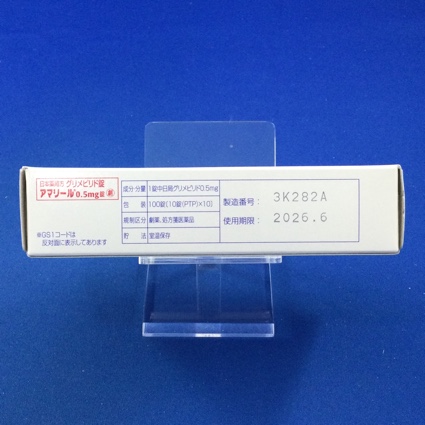 日本薬局方 グリメピリド錠
アマリール®0.5mg錠 劇
※GS1コードは
反対面に表示してあります
成分・分量 1錠中日局グリメピリド0.5mg
包装 100錠(10錠(PTP)×10)
規制区分 劇薬、処方箋医薬品
貯法 室温保存
製造番号: 3K282A
使用期限: 2026.6